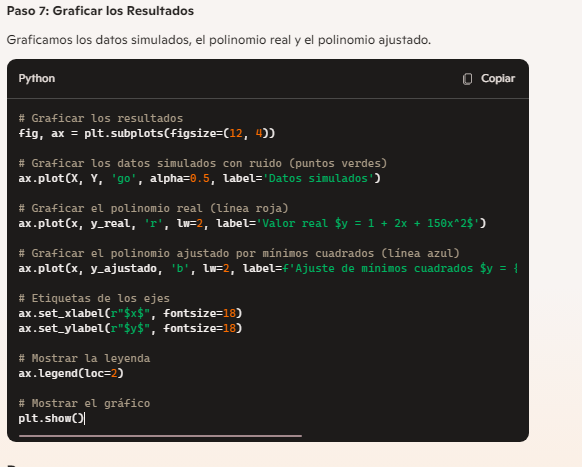 Paso 7: Graficar los Resultados
Graficamos los datos simulados, el polinomio real y el polinomio ajustado.
Python
Copiar
# Graficar los resultados
fig, ax = plt.subplots(figsize=(12, 4))
# Graficar los datos simulados con ruido (puntos verdes)
ax.plot(X, Y, 'go', alpha=0.5, label='Datos simulados')
# Graficar el polinomio real (línea roja)
ax.plot(x, y_real, 'r', lw=2, label='Valor real $y = 1 + 2x + 150x^2$')
# Graficar el polinomio ajustado por mínimos cuadrados (línea azul)
ax.plot(x, y_ajustado, 'b', lw=2, label=f'Ajuste de mínimos cuadrados $y = {
# Etiquetas de los ejes
ax.set_xlabel(r"$x$", fontsize=18)
ax.set_ylabel(r"$y$", fontsize=18)
# Mostrar la leyenda
ax.legend(loc=2)
# Mostrar el gráfico
plt.show()